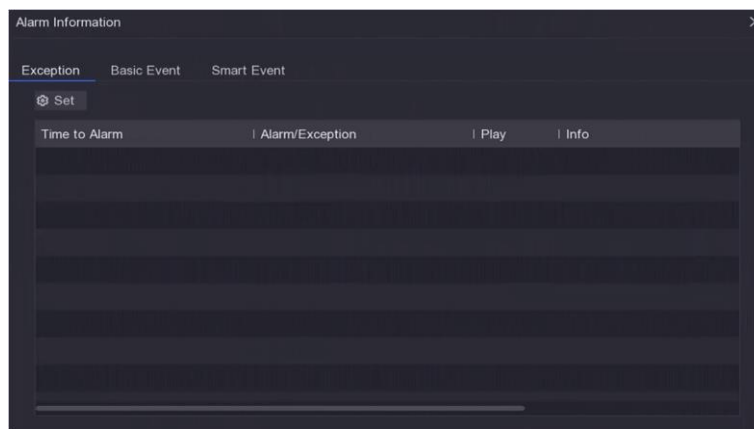 Alarm Information
Exception Basic Event Smart Event
Set
Time to Alarm Alarm/Exception Play Info